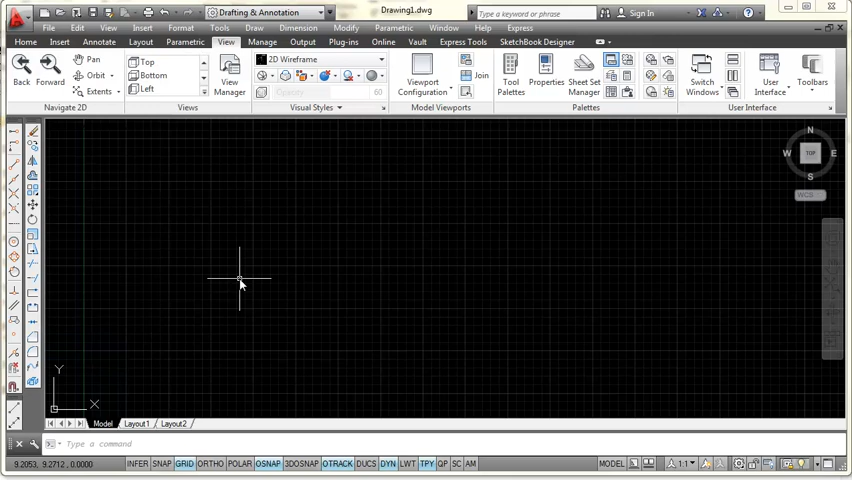 Drafting & Annotation
Drawing1.dwg
Type a keyword or phrase
Sign In
File Edit View Insert Format Tools Draw Dimension Modify Parametric Window Help Express
Home Insert Annotate Layout Parametric View Manage Output Plug-ins Online Vault Express Tools SketchBook Designer
Back Forward
Pan
Orbit
Extents
Navigate 2D
Top
Bottom
Left
View Manager
Views
2D Wireframe
Opacity 60
Visual Styles
Viewport Configuration
Join
Model Viewports
Tool Palettes
Properties
Sheet Set Manager
Palettes
Switch Windows
User Interface
Toolbars
User Interface
N
W TOP E
S
WCS
Y
X
Model Layout1 Layout2
Type a command
9.2053, 9.2712, 0.0000 INFER SNAP GRID ORTHO POLAR OSNAP 3DOSNAP OTRACK DUCS DYN LWT TPY QP SC AM MODEL 1:1